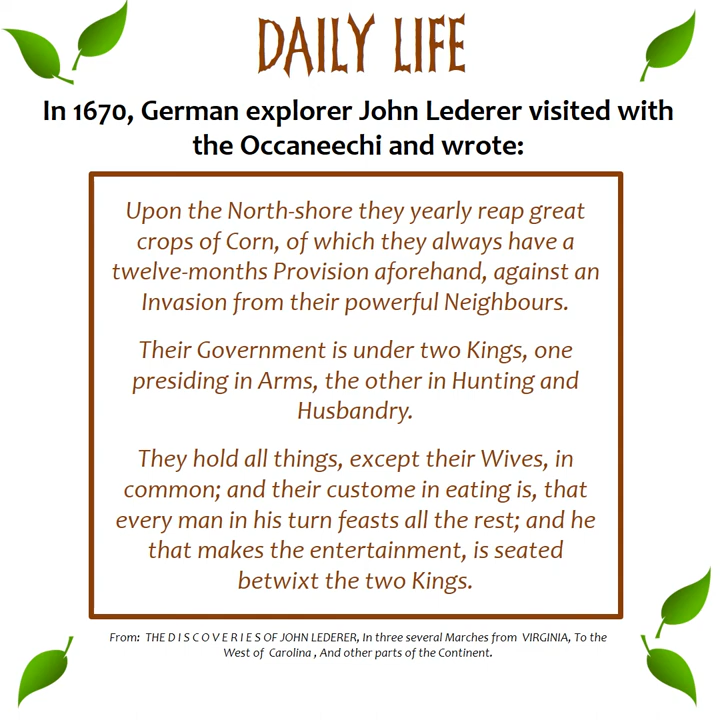 DAILY LIFE
In 1670, German explorer John Lederer visited with
the Occaneechi and wrote:
Upon the North-shore they yearly reap great
crops of Corn, of which they always have a
twelve-months Provision aforehand, against an
Invasion from their powerful Neighbours.
Their Government is under two Kings, one
presiding in Arms, the other in Hunting and
Husbandry.
They hold all things, except their Wives, in
common; and their custome in eating is, that
every man in his turn feasts all the rest; and he
that makes the entertainment, is seated
betwixt the two Kings.
From: THE D I S C O V E R I E S OF JOHN LEDERER, In three several Marches from VIRGINIA, To the
West of Carolina , And other parts of the Continent.